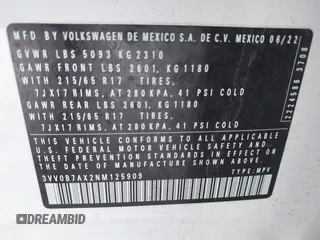 MFD BY VOLKSWAGEN DE MEXICO S.A. DE C.V. MEXICO 06/22
GVWR LBS 5093 KG 2310
GAWR FRONT LBS 2601, KG 1180
WITH 215/65 R17 TIRES,
7JX17 RIMS, AT 280 KPA, 41 PSI COLD
GAWR REAR LBS 2601, KG 1180
WITH 215/65 R17 TIRES,
7JX17 RIMS, AT 280 KPA, 41 PSI COLD
THIS VEHICLE CONFORMS TO ALL APPLICABLE
U.S. FEDERAL MOTOR VEHICLE SAFETY AND THEFT
PREVENTION STANDARDS IN EFFECT ON THE DATE
OF MANUFACTURE SHOWN ABOVE.
3VV0B7AX2NM125909 TYPE: MPV
2224586 3708
DREAMBID